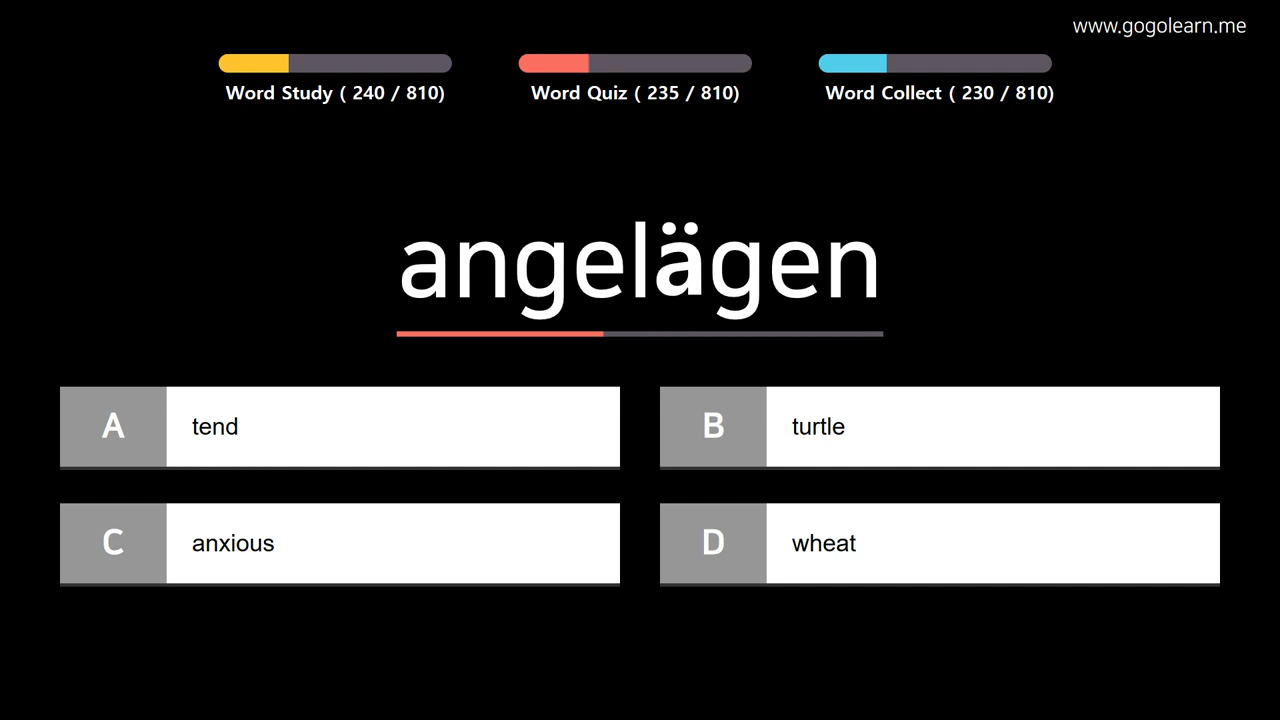 www.gogolearn.me
Word Study ( 240 / 810)
Word Quiz ( 235 / 810)
Word Collect ( 230 / 810)
angelägen
A tend
B turtle
C anxious
D wheat